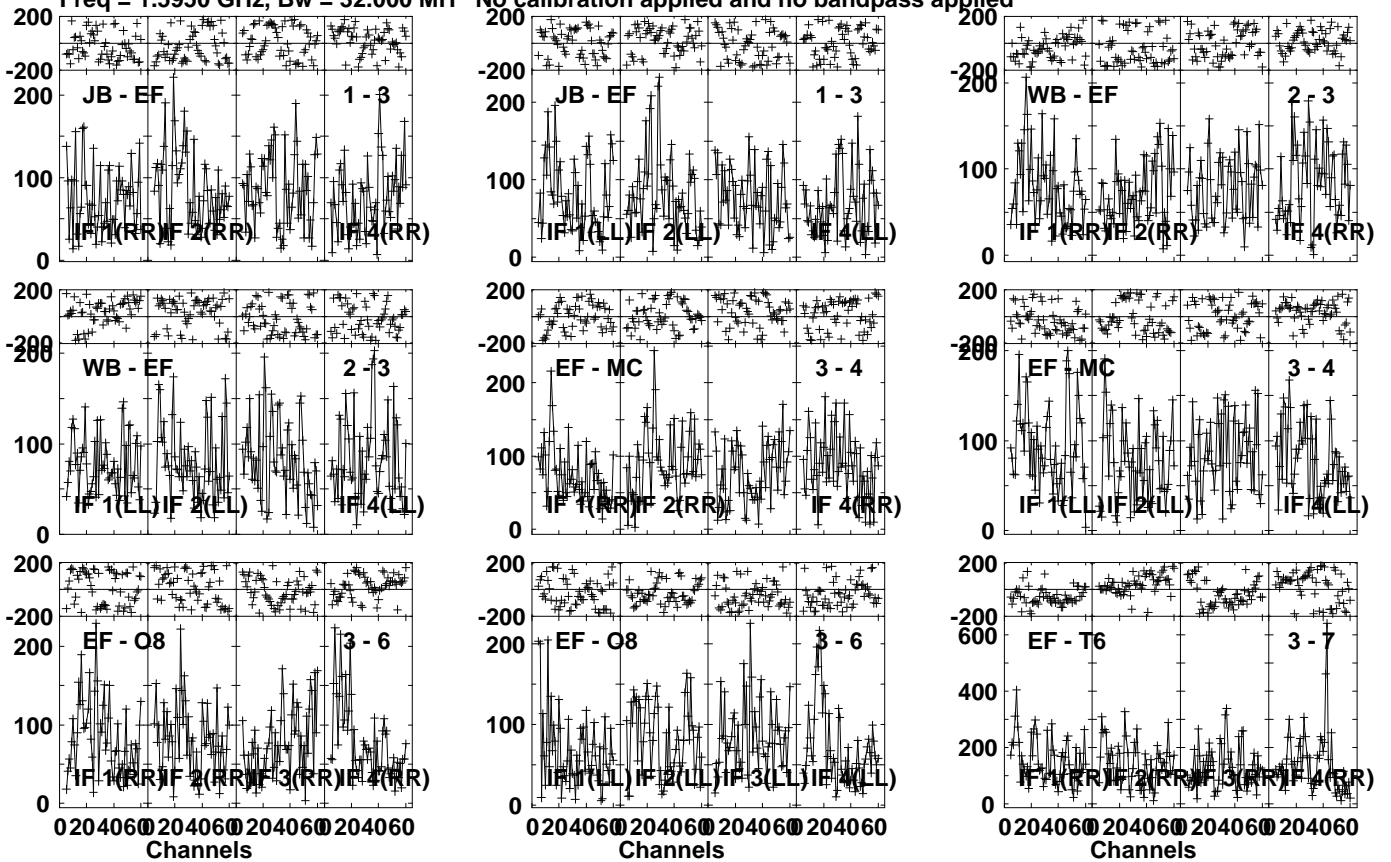 Freq = 1.5950 GHz, Bw = 32.000 MH No calibration applied and no bandpass applied
200
-200
200
100
0
JB - EF 1 - 3
IF 1(RR) IF 2(RR) IF 4(RR)
200
-200
200
100
0
JB - EF 1 - 3
IF 1(LL) IF 2(LL) IF 4(LL)
200
-200
200
100
0
WB - EF 2 - 3
IF 1(RR) IF 2(RR) IF 4(RR)
200
-200
200
100
0
WB - EF 2 - 3
IF 1(LL) IF 2(LL) IF 4(LL)
200
-200
200
100
0
EF - MC 3 - 4
IF 1(RR) IF 2(RR) IF 4(RR)
200
-200
200
100
0
EF - MC 3 - 4
IF 1(LL) IF 2(LL) IF 4(LL)
200
-200
200
100
0
EF - O8 3 - 6
IF 1(RR) IF 2(RR) IF 3(RR) IF 4(RR)
0 20 40 60 0 20 40 60 0 20 40 60 0 20 40 60
Channels
200
-200
200
100
0
EF - O8 3 - 6
IF 1(LL) IF 2(LL) IF 3(LL) IF 4(LL)
0 20 40 60 0 20 40 60 0 20 40 60 0 20 40 60
Channels
200
-200
600
400
200
0
EF - T6 3 - 7
IF 1(RR) IF 2(RR) IF 3(RR) IF 4(RR)
0 20 40 60 0 20 40 60 0 20 40 60 0 20 40 60
Channels